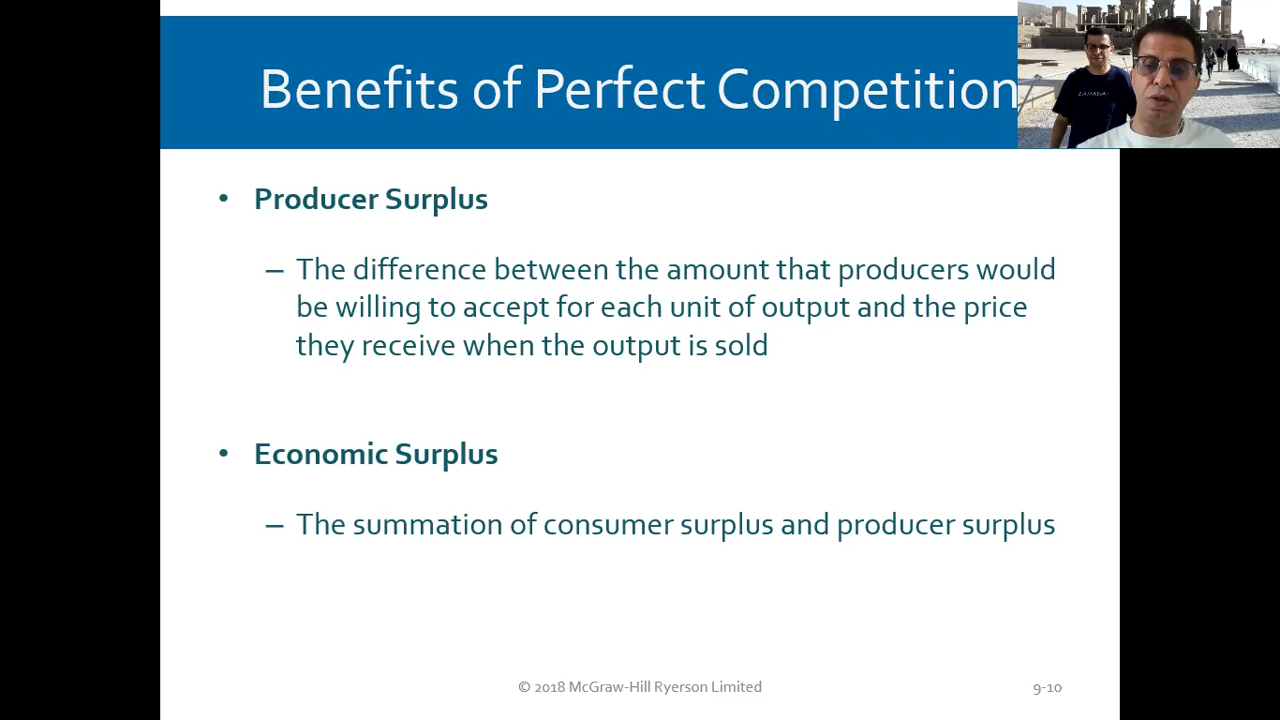 Benefits of Perfect Competition
CANADA
• Producer Surplus
– The difference between the amount that producers would
be willing to accept for each unit of output and the price
they receive when the output is sold
• Economic Surplus
– The summation of consumer surplus and producer surplus
© 2018 McGraw-Hill Ryerson Limited
9-10